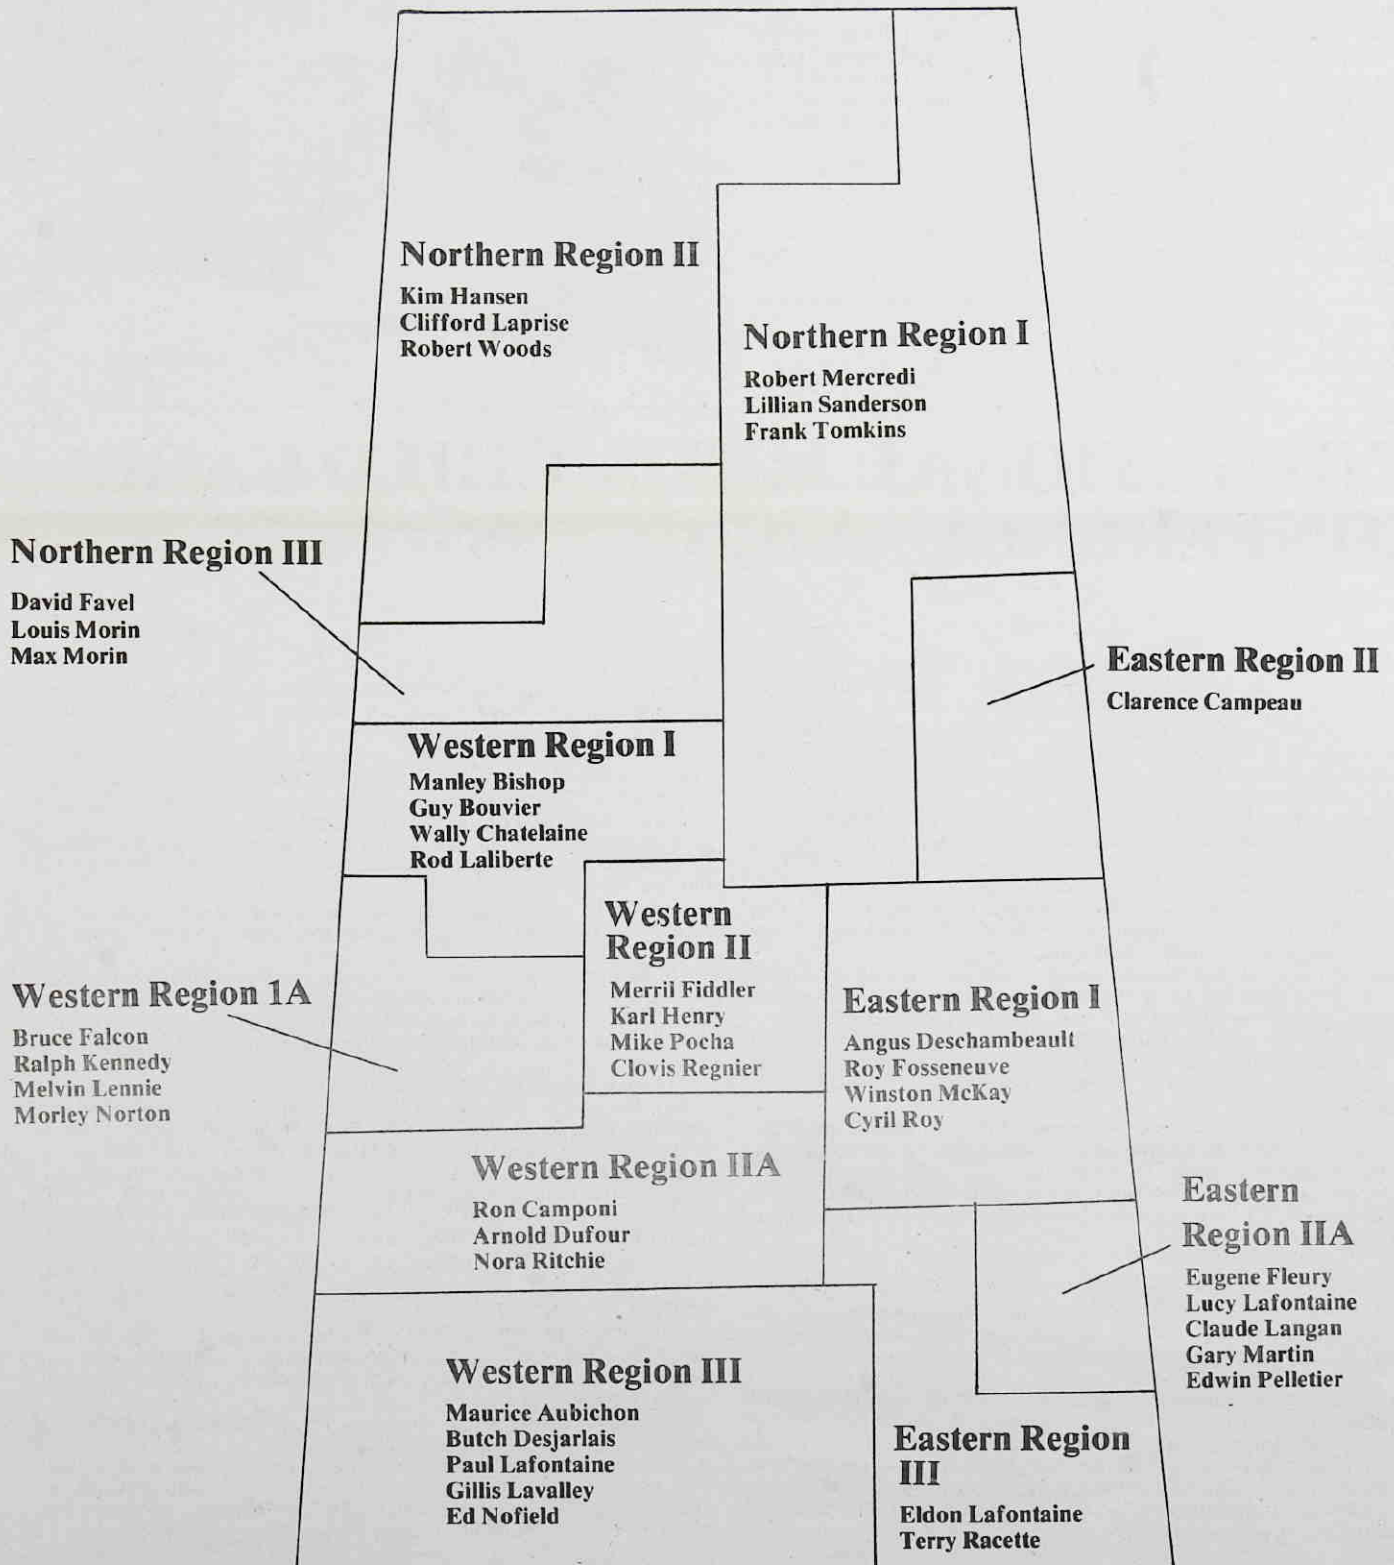 Northern Region II
Kim Hansen
Clifford Laprise
Robert Woods
Northern Region I
Robert Mercredi
Lillian Sanderson
Frank Tomkins
Northern Region III
David Favel
Louis Morin
Max Morin
Eastern Region II
Clarence Campeau
Western Region I
Manley Bishop
Guy Bouvier
Wally Chatelaine
Rod Laliberte
Western
Region II
Merril Fiddler
Karl Henry
Mike Pocha
Clovis Regnier
Western Region 1A
Bruce Falcon
Ralph Kennedy
Melvin Lennie
Morley Norton
Eastern Region I
Angus Deschambeault
Roy Fosseneuve
Winston McKay
Cyril Roy
Western Region IIA
Ron Camponi
Arnold Dufour
Nora Ritchie
Eastern
Region IIA
Eugene Fleury
Lucy Lafontaine
Claude Langan
Gary Martin
Edwin Pelletier
Western Region III
Maurice Aubichon
Butch Desjarlais
Paul Lafontaine
Gillis Lavalley
Ed Nofield
Eastern Region
III
Eldon Lafontaine
Terry Racette